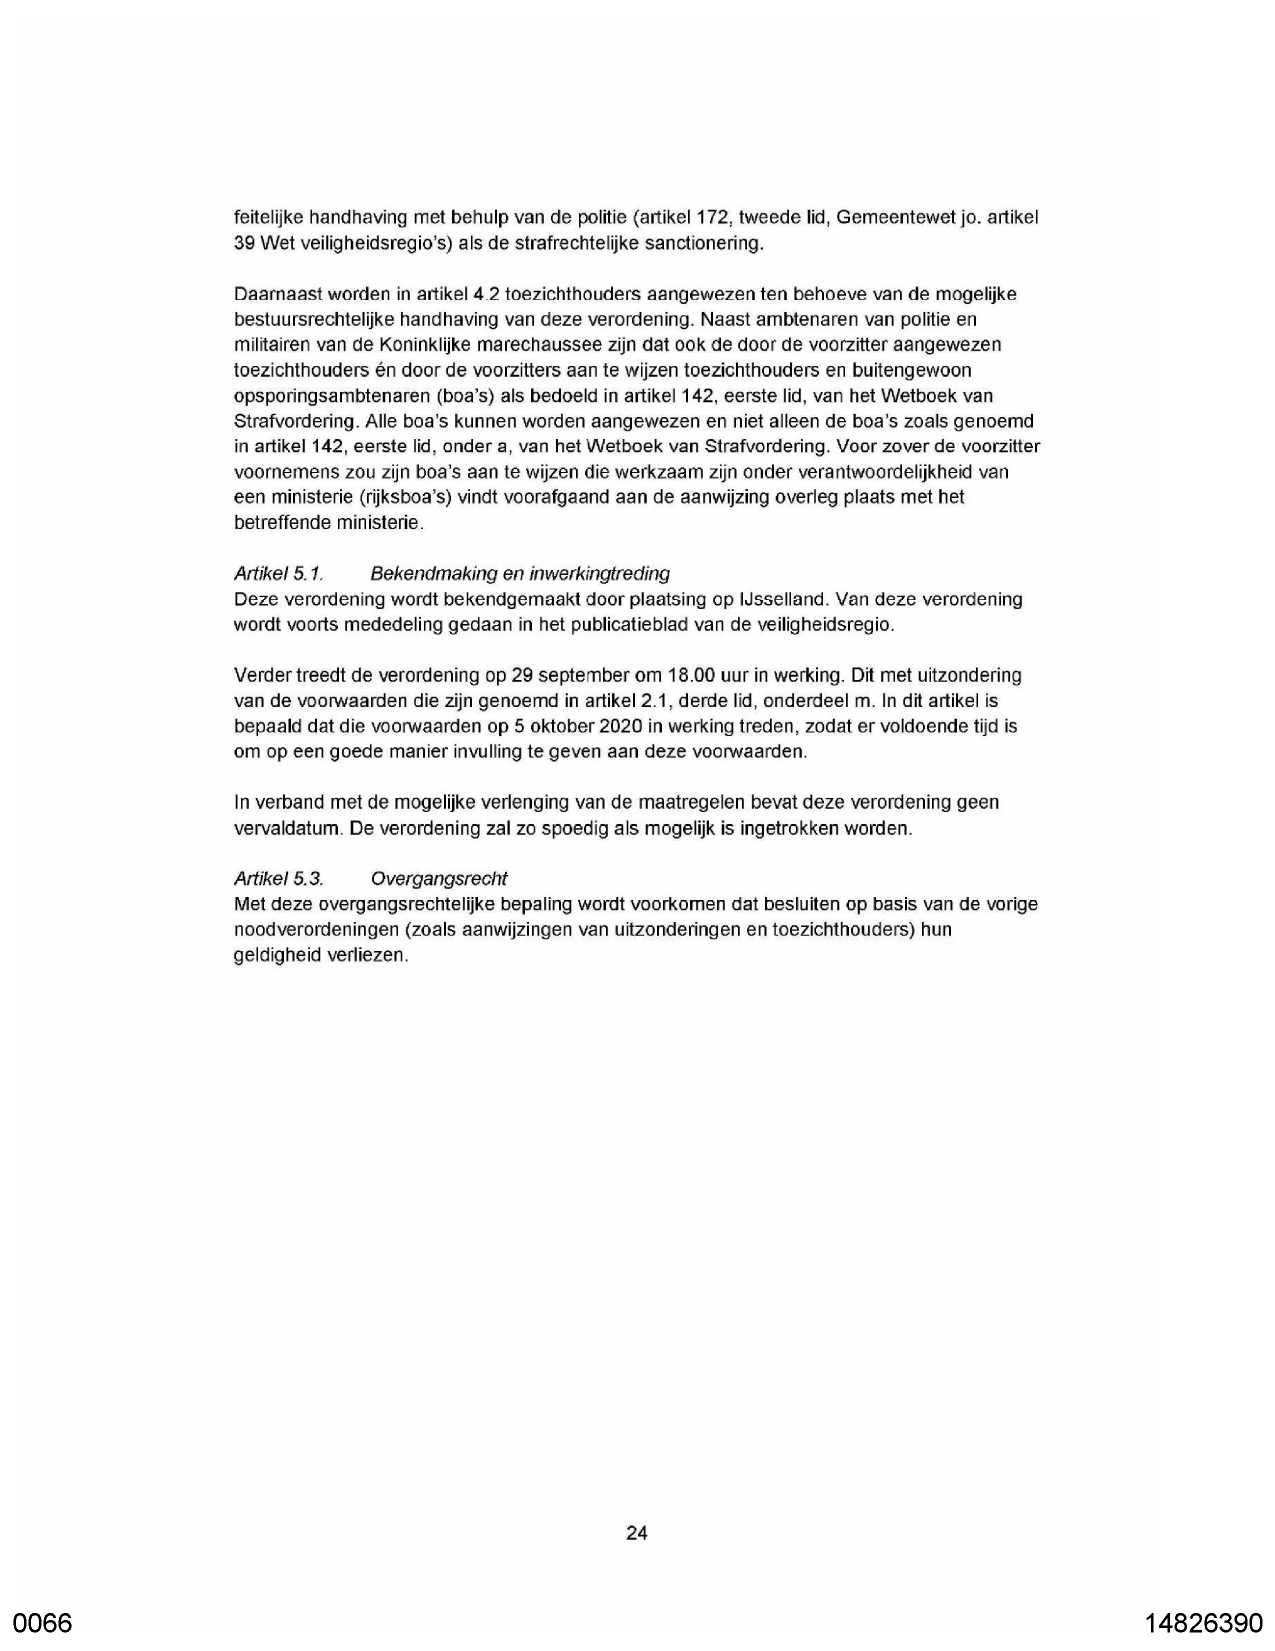 feitelijke handhaving met behulp van de politie (artikel 172, tweede lid, Gemeentewet jo. artikel
39 Wet veiligheidsregio's) als de strafrechtelijke sanctionering.
Daarnaast worden in artikel 4.2 toezichthouders aangewezen ten behoeve van de mogelijke
bestuursrechtelijke handhaving van deze verordening. Naast ambtenaren van politie en
militairen van de Koninklijke marechaussee zijn dat ook de door de voorzitter aangewezen
toezichthouders én door de voorzitters aan te wijzen toezichthouders en buitengewoon
opsporingsambtenaren (boa's) als bedoeld in artikel 142, eerste lid, van het Wetboek van
Strafvordering. Alle boa's kunnen worden aangewezen en niet alleen de boa's zoals genoemd
in artikel 142, eerste lid, onder a, van het Wetboek van Strafvordering. Voor zover de voorzitter
voornemens zou zijn boa's aan te wijzen die werkzaam zijn onder verantwoordelijkheid van
een ministerie (rijksboa's) vindt voorafgaand aan de aanwijzing overleg plaats met het
betreffende ministerie.
Artikel 5.1. Bekendmaking en inwerkingtreding
Deze verordening wordt bekendgemaakt door plaatsing op IJsselland. Van deze verordening
wordt voorts mededeling gedaan in het publicatieblad van de veiligheidsregio.
Verder treedt de verordening op 29 september om 18.00 uur in werking. Dit met uitzondering
van de voorwaarden die zijn genoemd in artikel 2.1, derde lid, onderdeel m. In dit artikel is
bepaald dat die voorwaarden op 5 oktober 2020 in werking treden, zodat er voldoende tijd is
om op een goede manier invulling te geven aan deze voorwaarden.
In verband met de mogelijke verlenging van de maatregelen bevat deze verordening geen
vervaldatum. De verordening zal zo spoedig als mogelijk is ingetrokken worden.
Artikel 5.3. Overgangsrecht
Met deze overgangsrechtelijke bepaling wordt voorkomen dat besluiten op basis van de vorige
noodverordeningen (zoals aanwijzingen van uitzonderingen en toezichthouders) hun
geldigheid verliezen.
24
0066
14826390